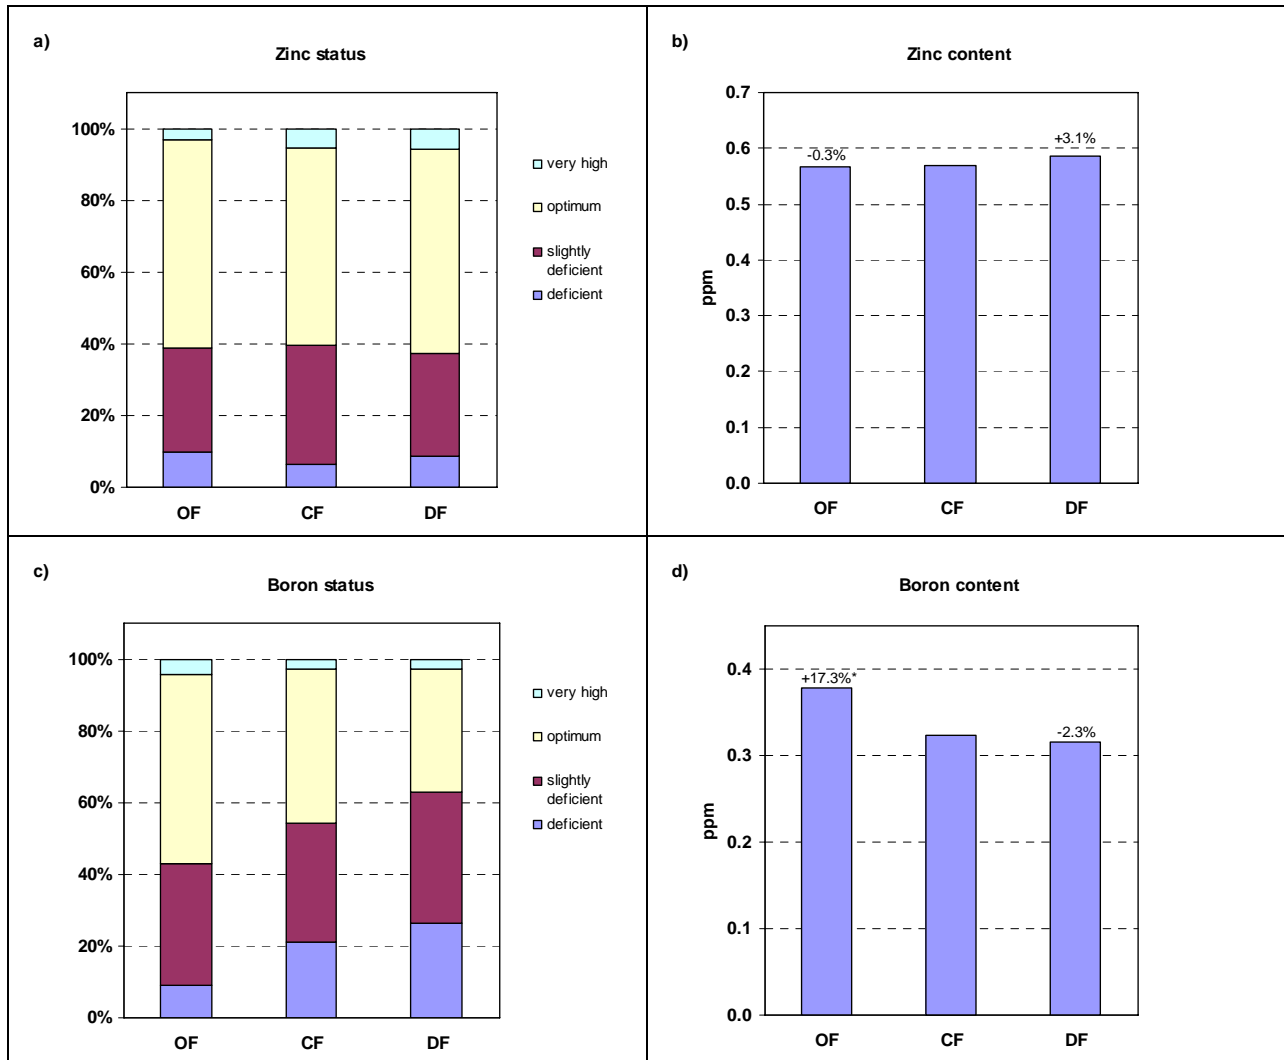 a)
Zinc status
100%
80%
60%
40%
20%
0%
OF CF DF
very high
optimum
slightly
deficient
deficient
b)
Zinc content
ppm
0.7
0.6
0.5
0.4
0.3
0.2
0.1
0.0
-0.3%
+3.1%
OF CF DF
c)
Boron status
100%
80%
60%
40%
20%
0%
OF CF DF
very high
optimum
slightly
deficient
deficient
d)
Boron content
ppm
0.4
0.3
0.2
0.1
0.0
+17.3%*
-2.3%
OF CF DF